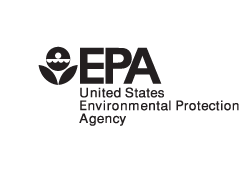 EPA
United States
Environmental Protection
Agency